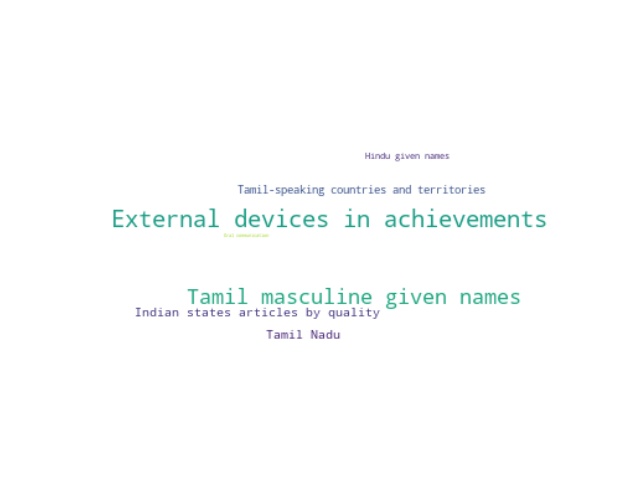 Hindu given names
Tamil-speaking countries and territories
External devices in achievements
Tamil masculine given names
Indian states articles by quality
Tamil Nadu